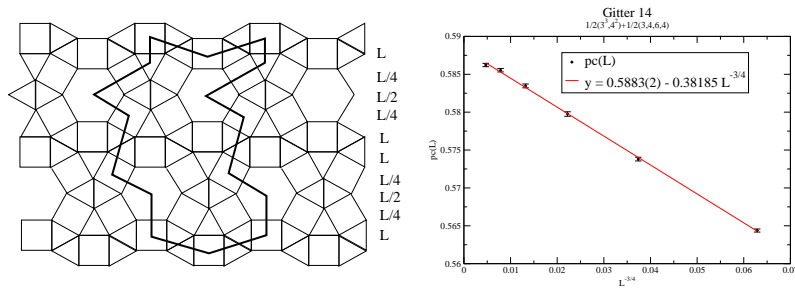 L
L/4
L/2
L/4
L
L
L/4
L/2
L/4
L
Gitter 14
1/2(3³,4²)+1/2(3,4,6,4)
pc(L)
y = 0.5883(2) - 0.38185 L^-3/4
0.59
0.585
0.58
0.575
0.57
0.565
0.56
pc(L)
0
0.01
0.02
0.03
0.04
0.05
0.06
0.07
L^-3/4